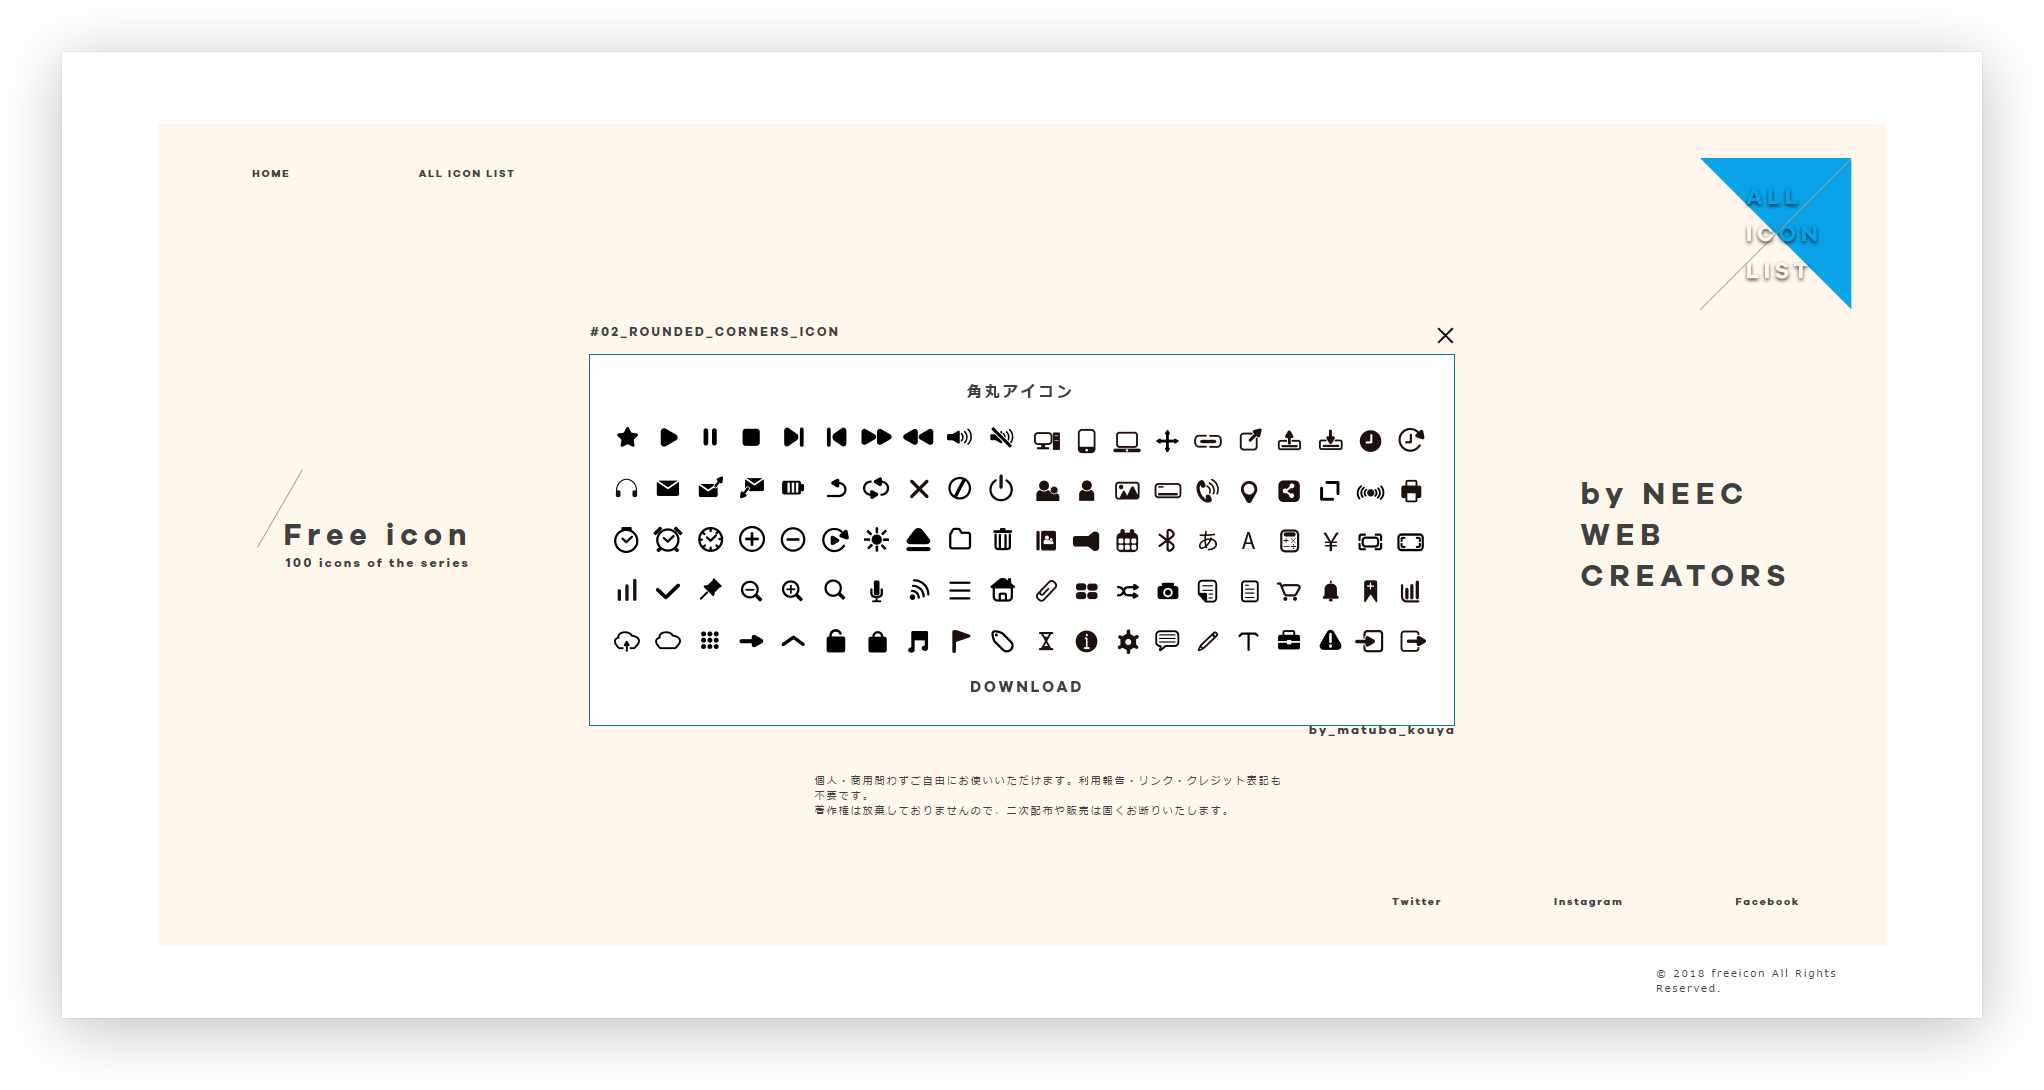 HOME
ALL ICON LIST
ALL
ICON
LIST
#02_ROUNDED_CORNERS_ICON
角丸アイコン
あ
A
¥
DOWNLOAD
by_matuba_kouya
Free icon
100 icons of the series
by NEEC
WEB
CREATORS
個人・商用問わずご自由にお使いいただけます。利用報告・リンク・クレジット表記も
不要です。
著作権は放棄しておりませんので、二次配布や販売は固くお断りいたします。
Twitter
Instagram
Facebook
© 2018 freeicon All Rights
Reserved.